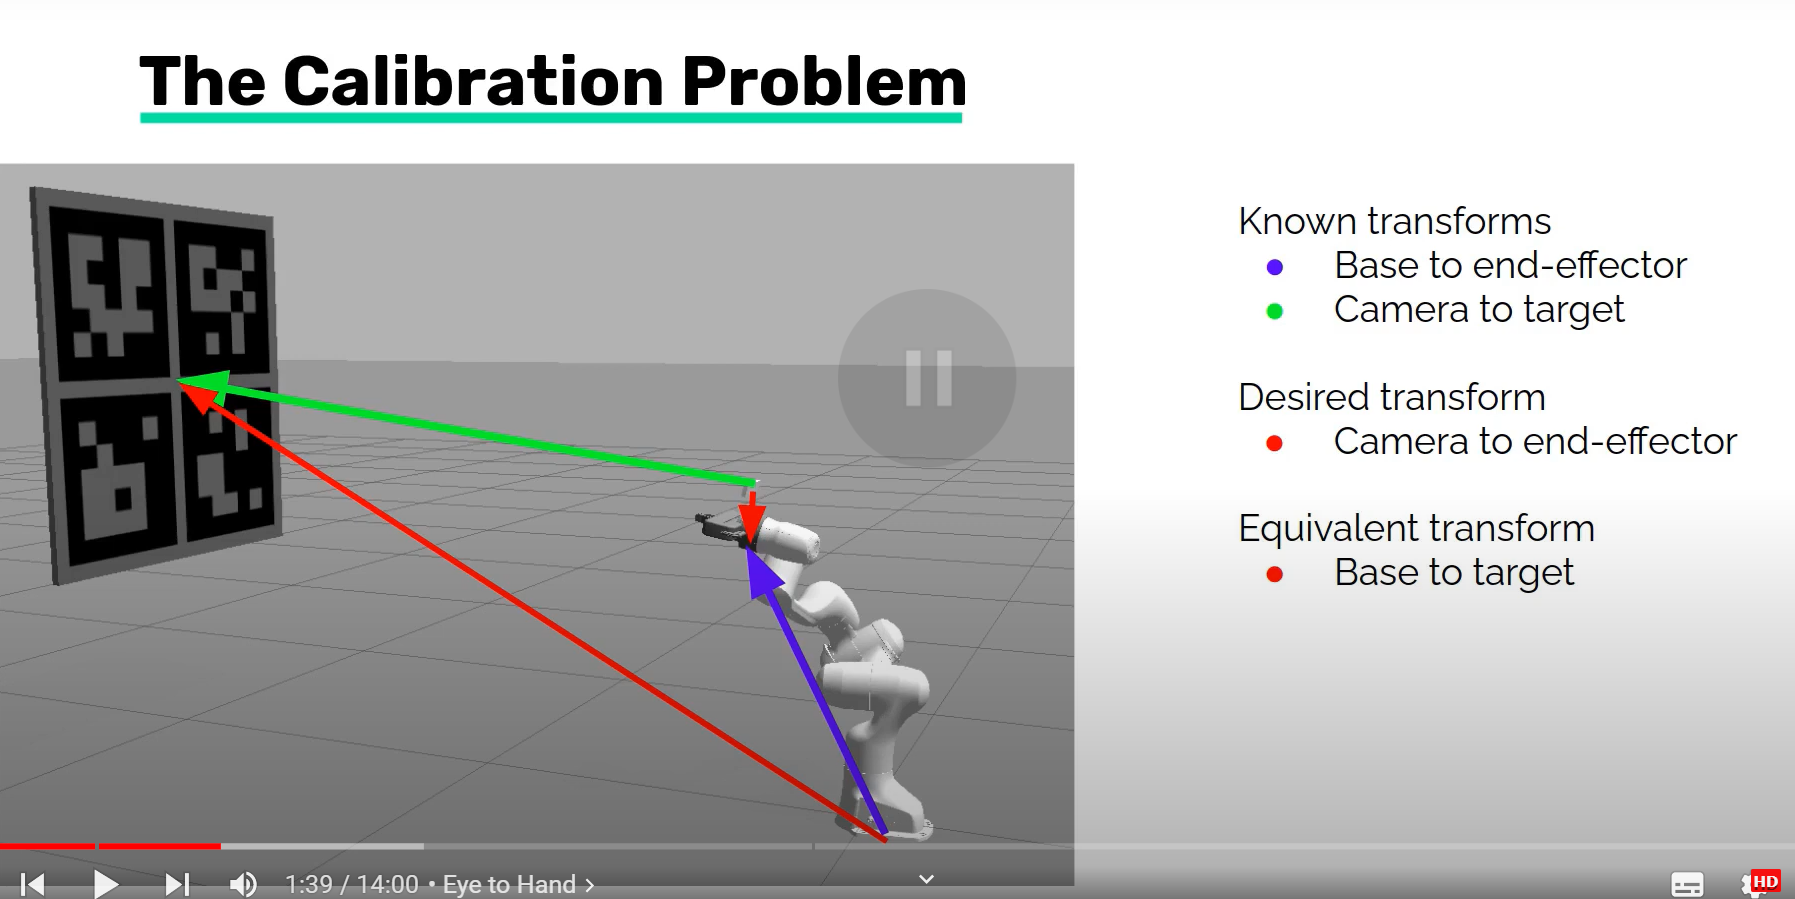 The Calibration Problem
Known transforms
Base to end-effector
Camera to target
Desired transform
Camera to end-effector
Equivalent transform
Base to target
1:39 / 14:00 • Eye to Hand
HD